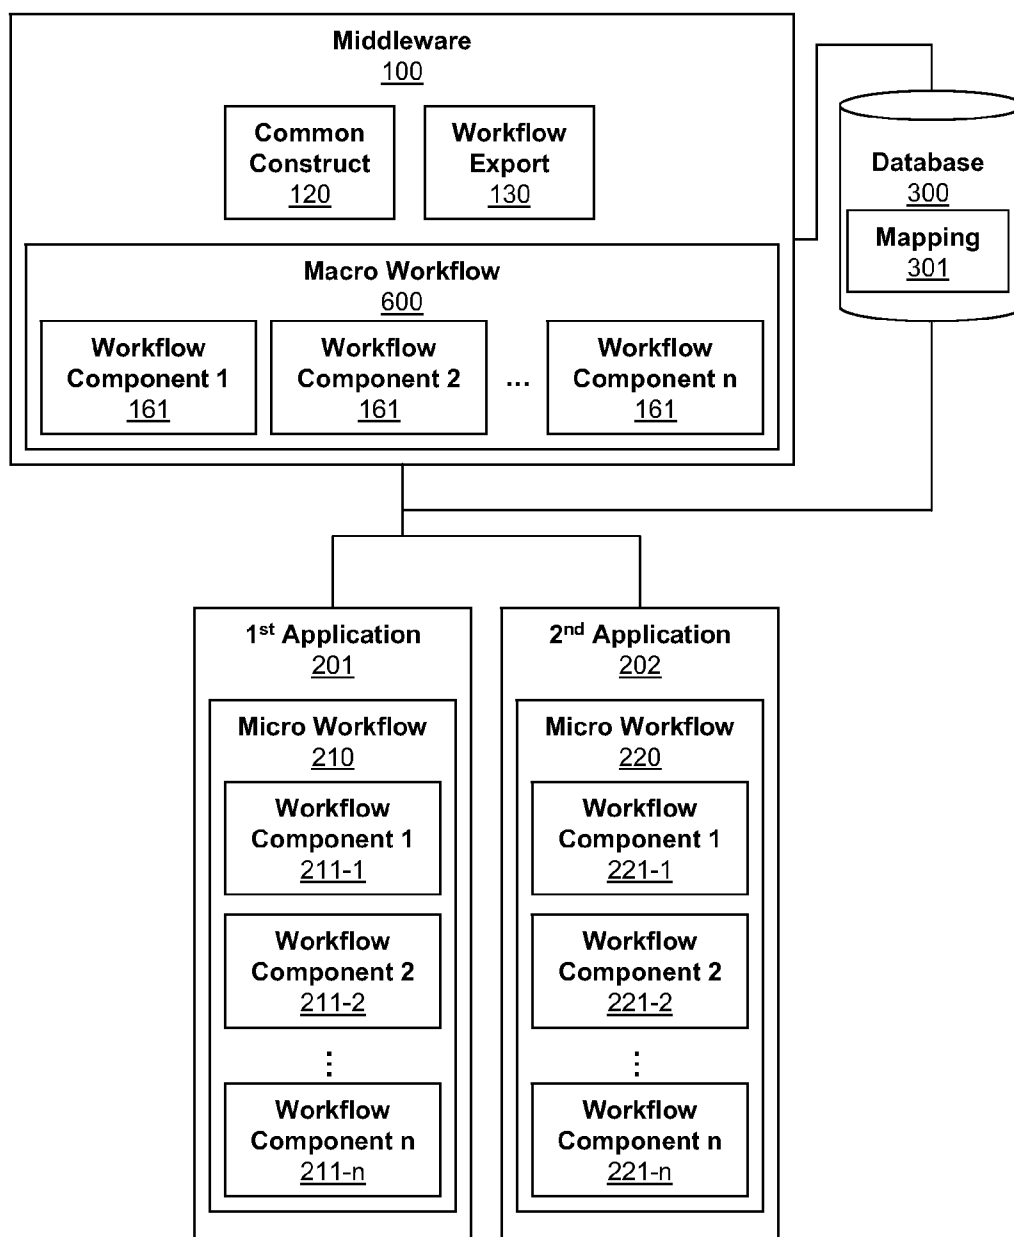 Middleware
100
Common
Construct
120
Workflow
Export
130
Database
300
Mapping
301
Macro Workflow
600
Workflow
Component 1
161
Workflow
Component 2
161
...
Workflow
Component n
161
1st Application
201
Micro Workflow
210
Workflow
Component 1
211-1
Workflow
Component 2
211-2
⋮
Workflow
Component n
211-n
2nd Application
202
Micro Workflow
220
Workflow
Component 1
221-1
Workflow
Component 2
221-2
⋮
Workflow
Component n
221-n